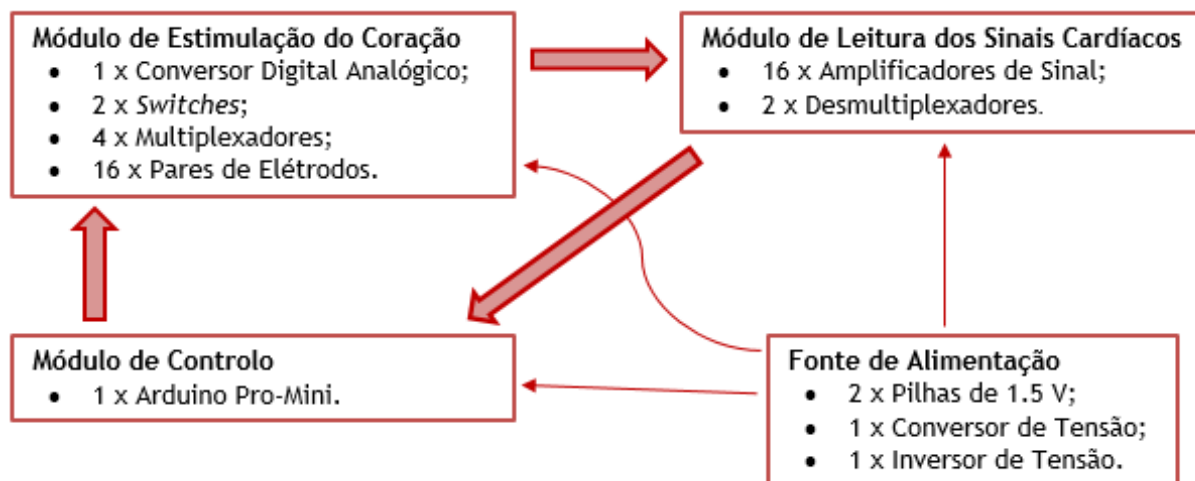 Módulo de Estimulação do Coração
• 1 x Conversor Digital Analógico;
• 2 x Switches;
• 4 x Multiplexadores;
• 16 x Pares de Elétrodos.
Módulo de Leitura dos Sinais Cardíacos
• 16 x Amplificadores de Sinal;
• 2 x Desmultiplexadores.
Módulo de Controlo
• 1 x Arduino Pro-Mini.
Fonte de Alimentação
• 2 x Pilhas de 1.5 V;
• 1 x Conversor de Tensão;
• 1 x Inversor de Tensão.